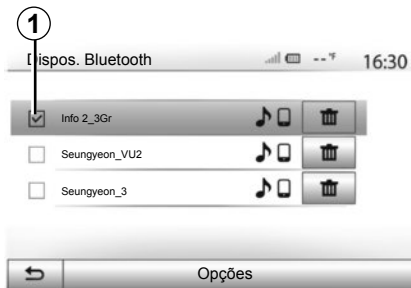 1
Dispos. Bluetooth -- °F 16:30
Info 2_3Gr
Seungyeon_VU2
Seungyeon_3
Opções